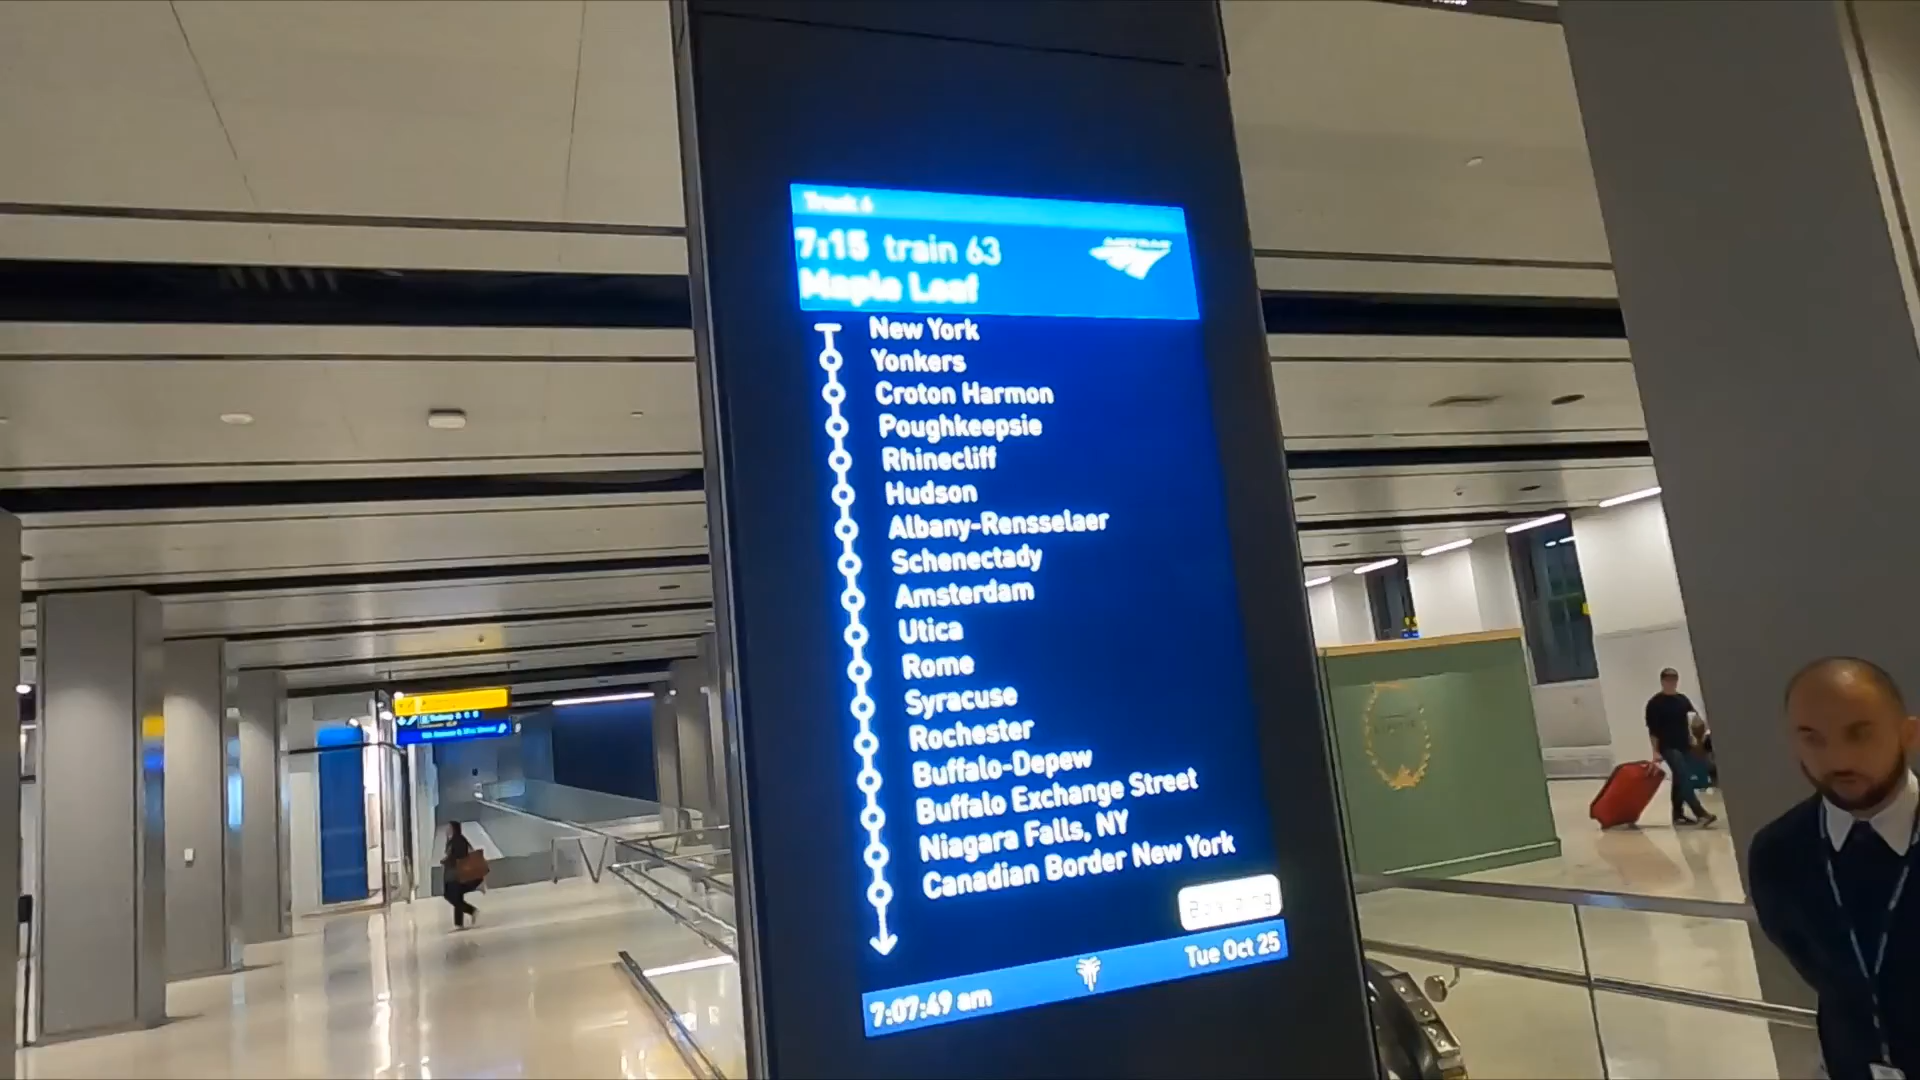 Track 6
7:15 train 63
Maple Leaf
New York
Yonkers
Croton Harmon
Poughkeepsie
Rhinecliff
Hudson
Albany-Rensselaer
Schenectady
Amsterdam
Utica
Rome
Syracuse
Rochester
Buffalo-Depew
Buffalo Exchange Street
Niagara Falls, NY
Canadian Border New York
Tue Oct 25
7:07:49 am